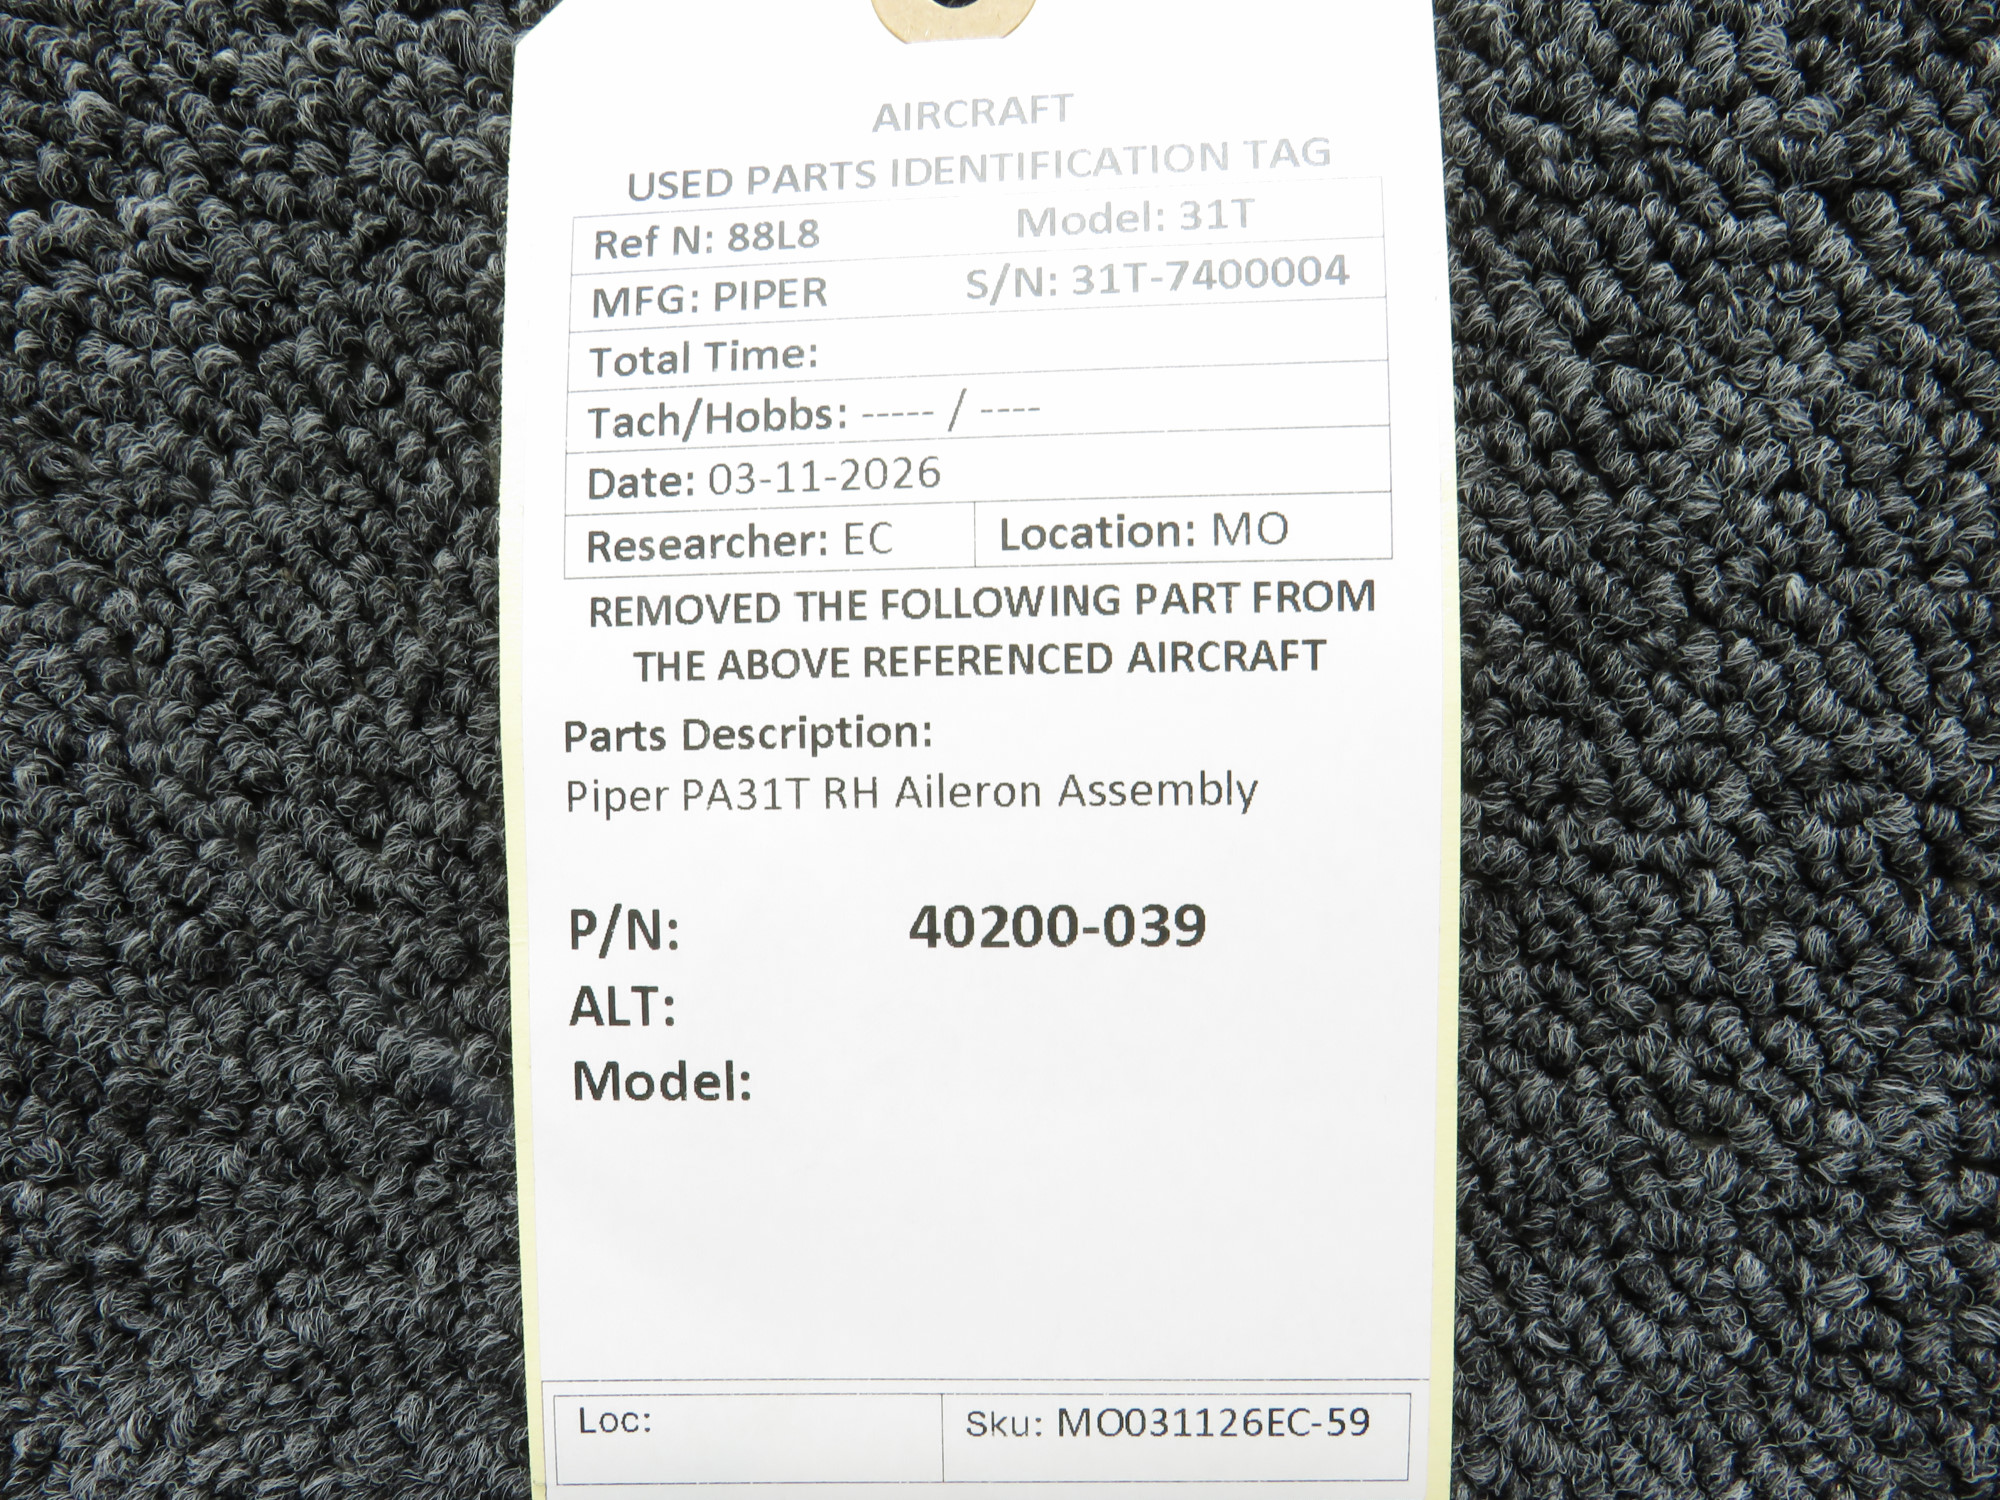 AIRCRAFT
USED PARTS IDENTIFICATION TAG
Ref N: 88L8 Model: 31T
MFG: PIPER S/N: 31T-7400004
Total Time:
Tach/Hobbs: ----- / ----
Date: 03-11-2026
Researcher: EC Location: MO
REMOVED THE FOLLOWING PART FROM
THE ABOVE REFERENCED AIRCRAFT
Parts Description:
Piper PA31T RH Aileron Assembly
P/N: 40200-039
ALT:
Model:
Loc: Sku: MO031126EC-59